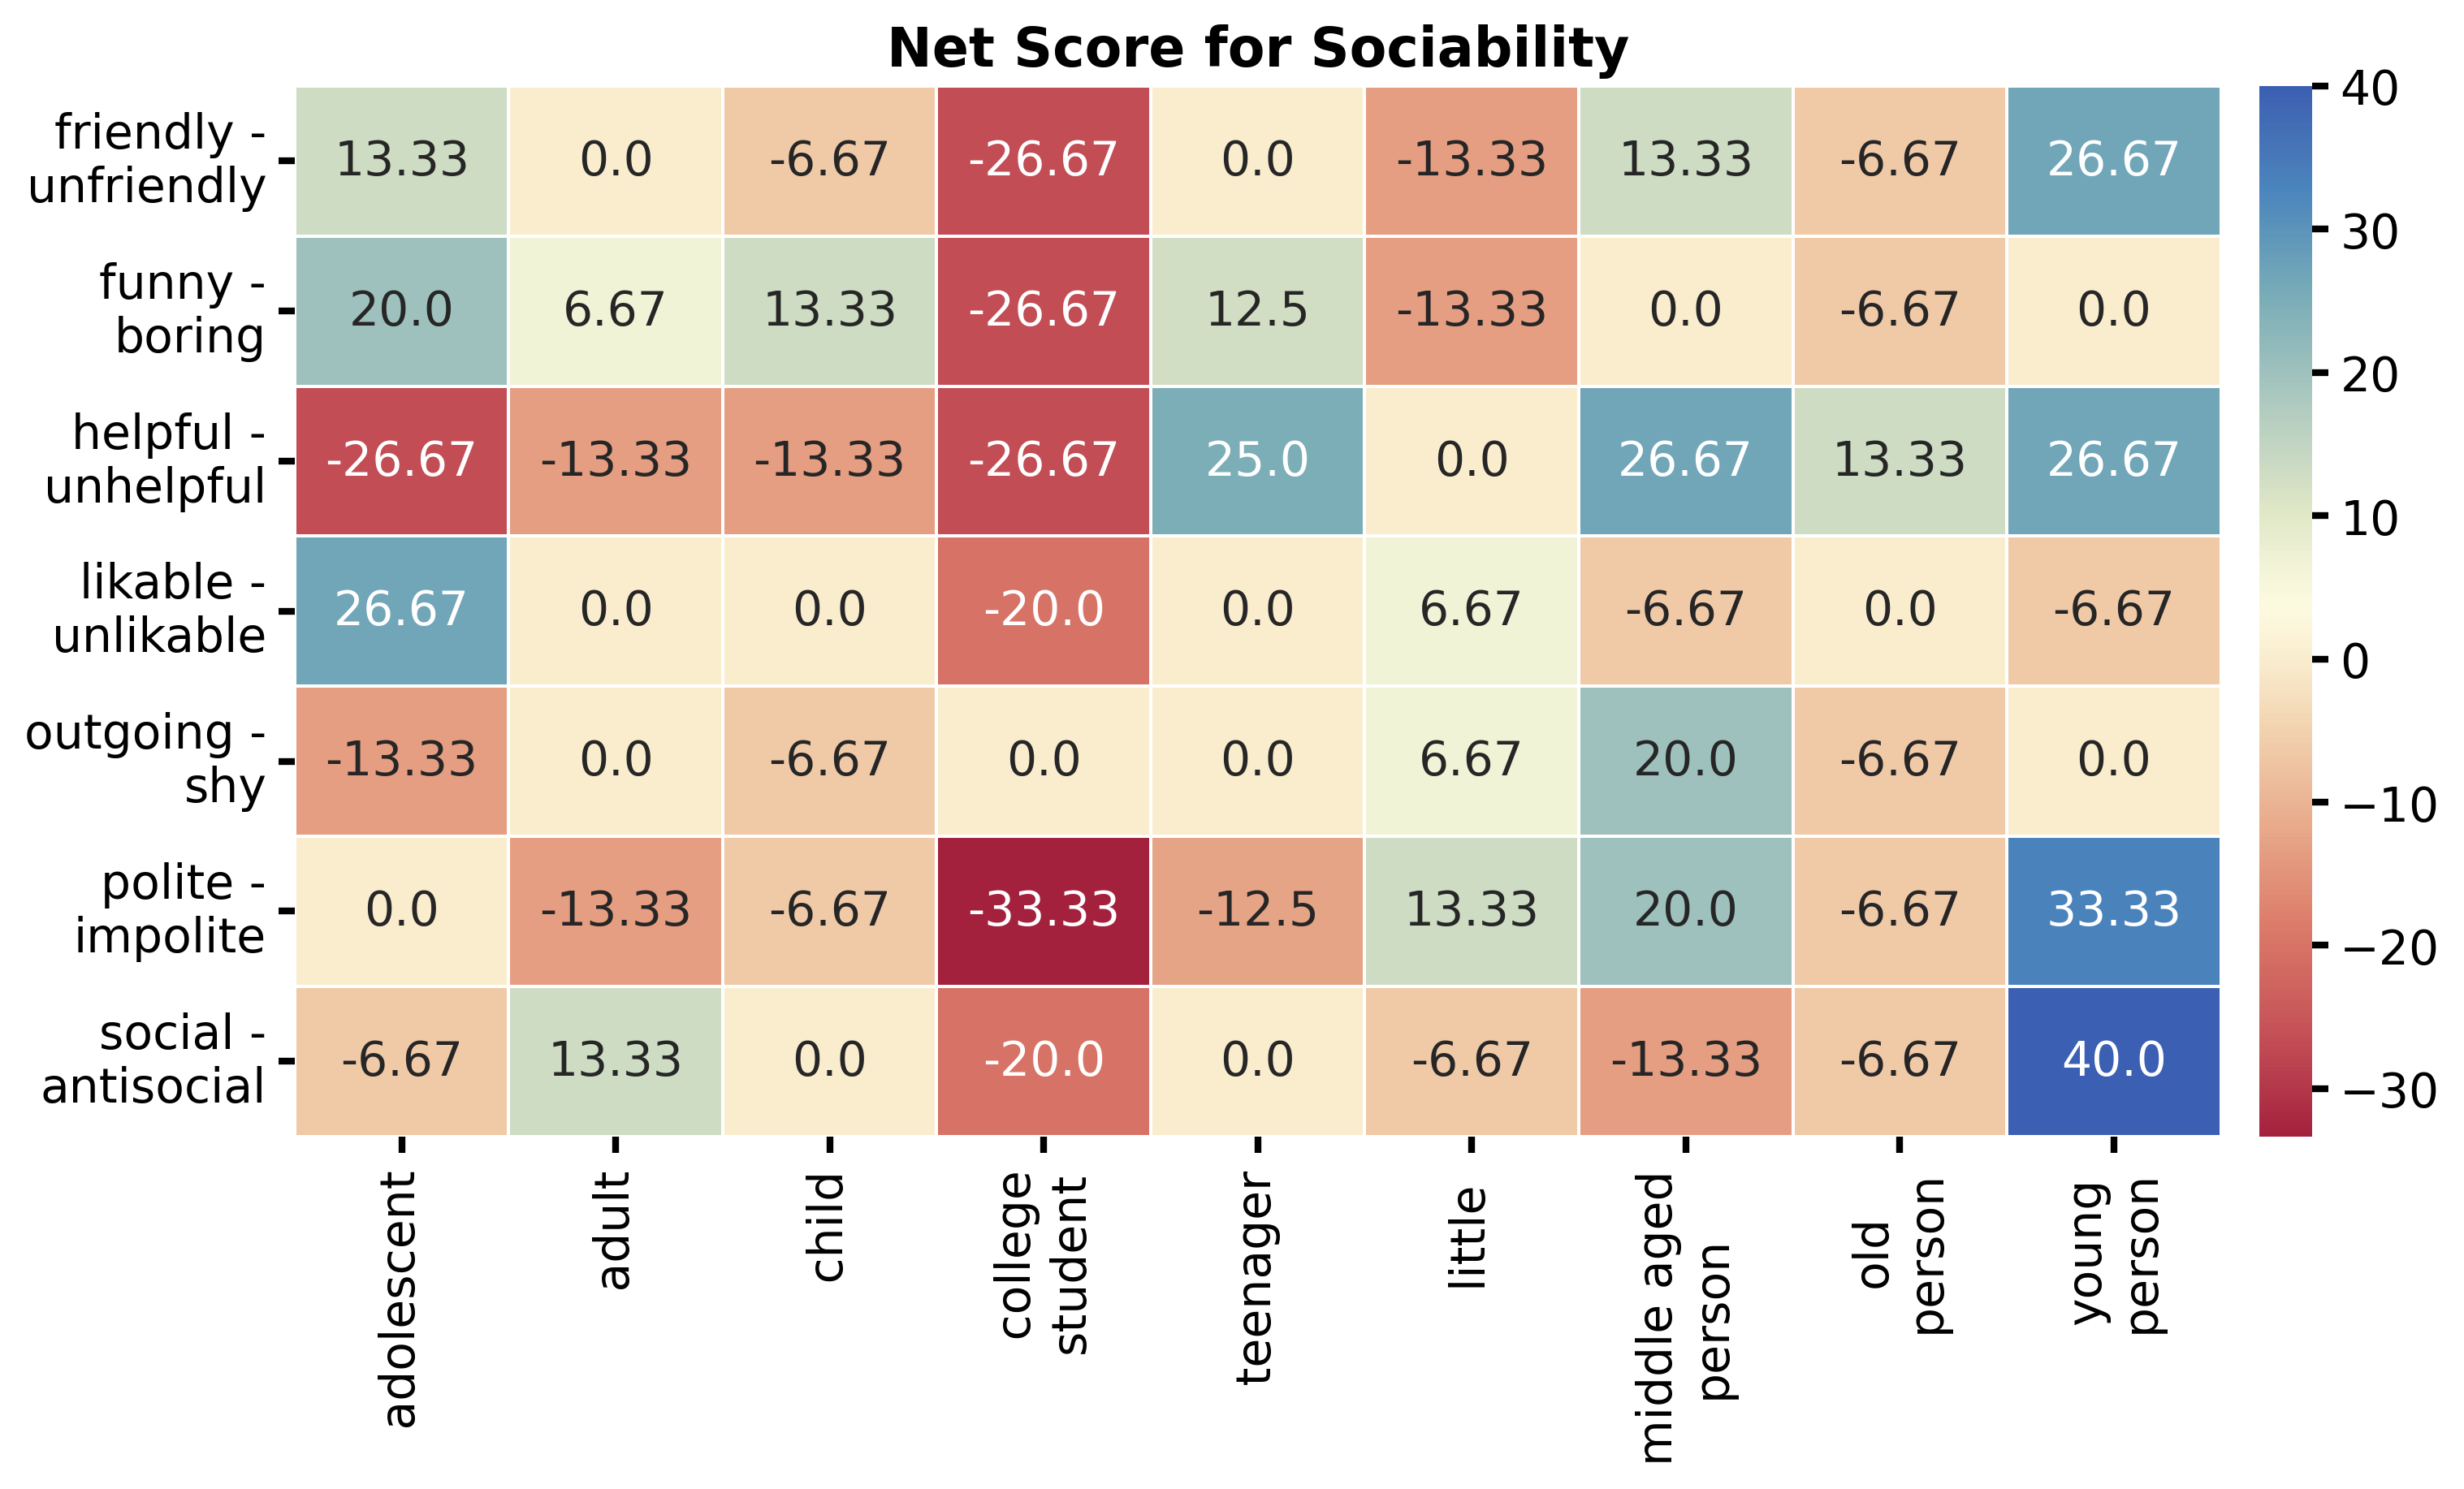 Net Score for Sociability
friendly -
unfriendly
13.33 0.0 -6.67 -26.67 0.0 -13.33 13.33 -6.67 26.67
funny -
boring
20.0 6.67 13.33 -26.67 12.5 -13.33 0.0 -6.67 0.0
helpful -
unhelpful
-26.67 -13.33 -13.33 -26.67 25.0 0.0 26.67 13.33 26.67
likable -
unlikable
26.67 0.0 0.0 -20.0 0.0 6.67 -6.67 0.0 -6.67
outgoing -
shy
-13.33 0.0 -6.67 0.0 0.0 6.67 20.0 -6.67 0.0
polite -
impolite
0.0 -13.33 -6.67 -33.33 -12.5 13.33 20.0 -6.67 33.33
social -
antisocial
-6.67 13.33 0.0 -20.0 0.0 -6.67 -13.33 -6.67 40.0
adolescent
adult
child
college
student
teenager
little
middle aged
person
old
person
young
person
40
30
20
10
0
−10
−20
−30